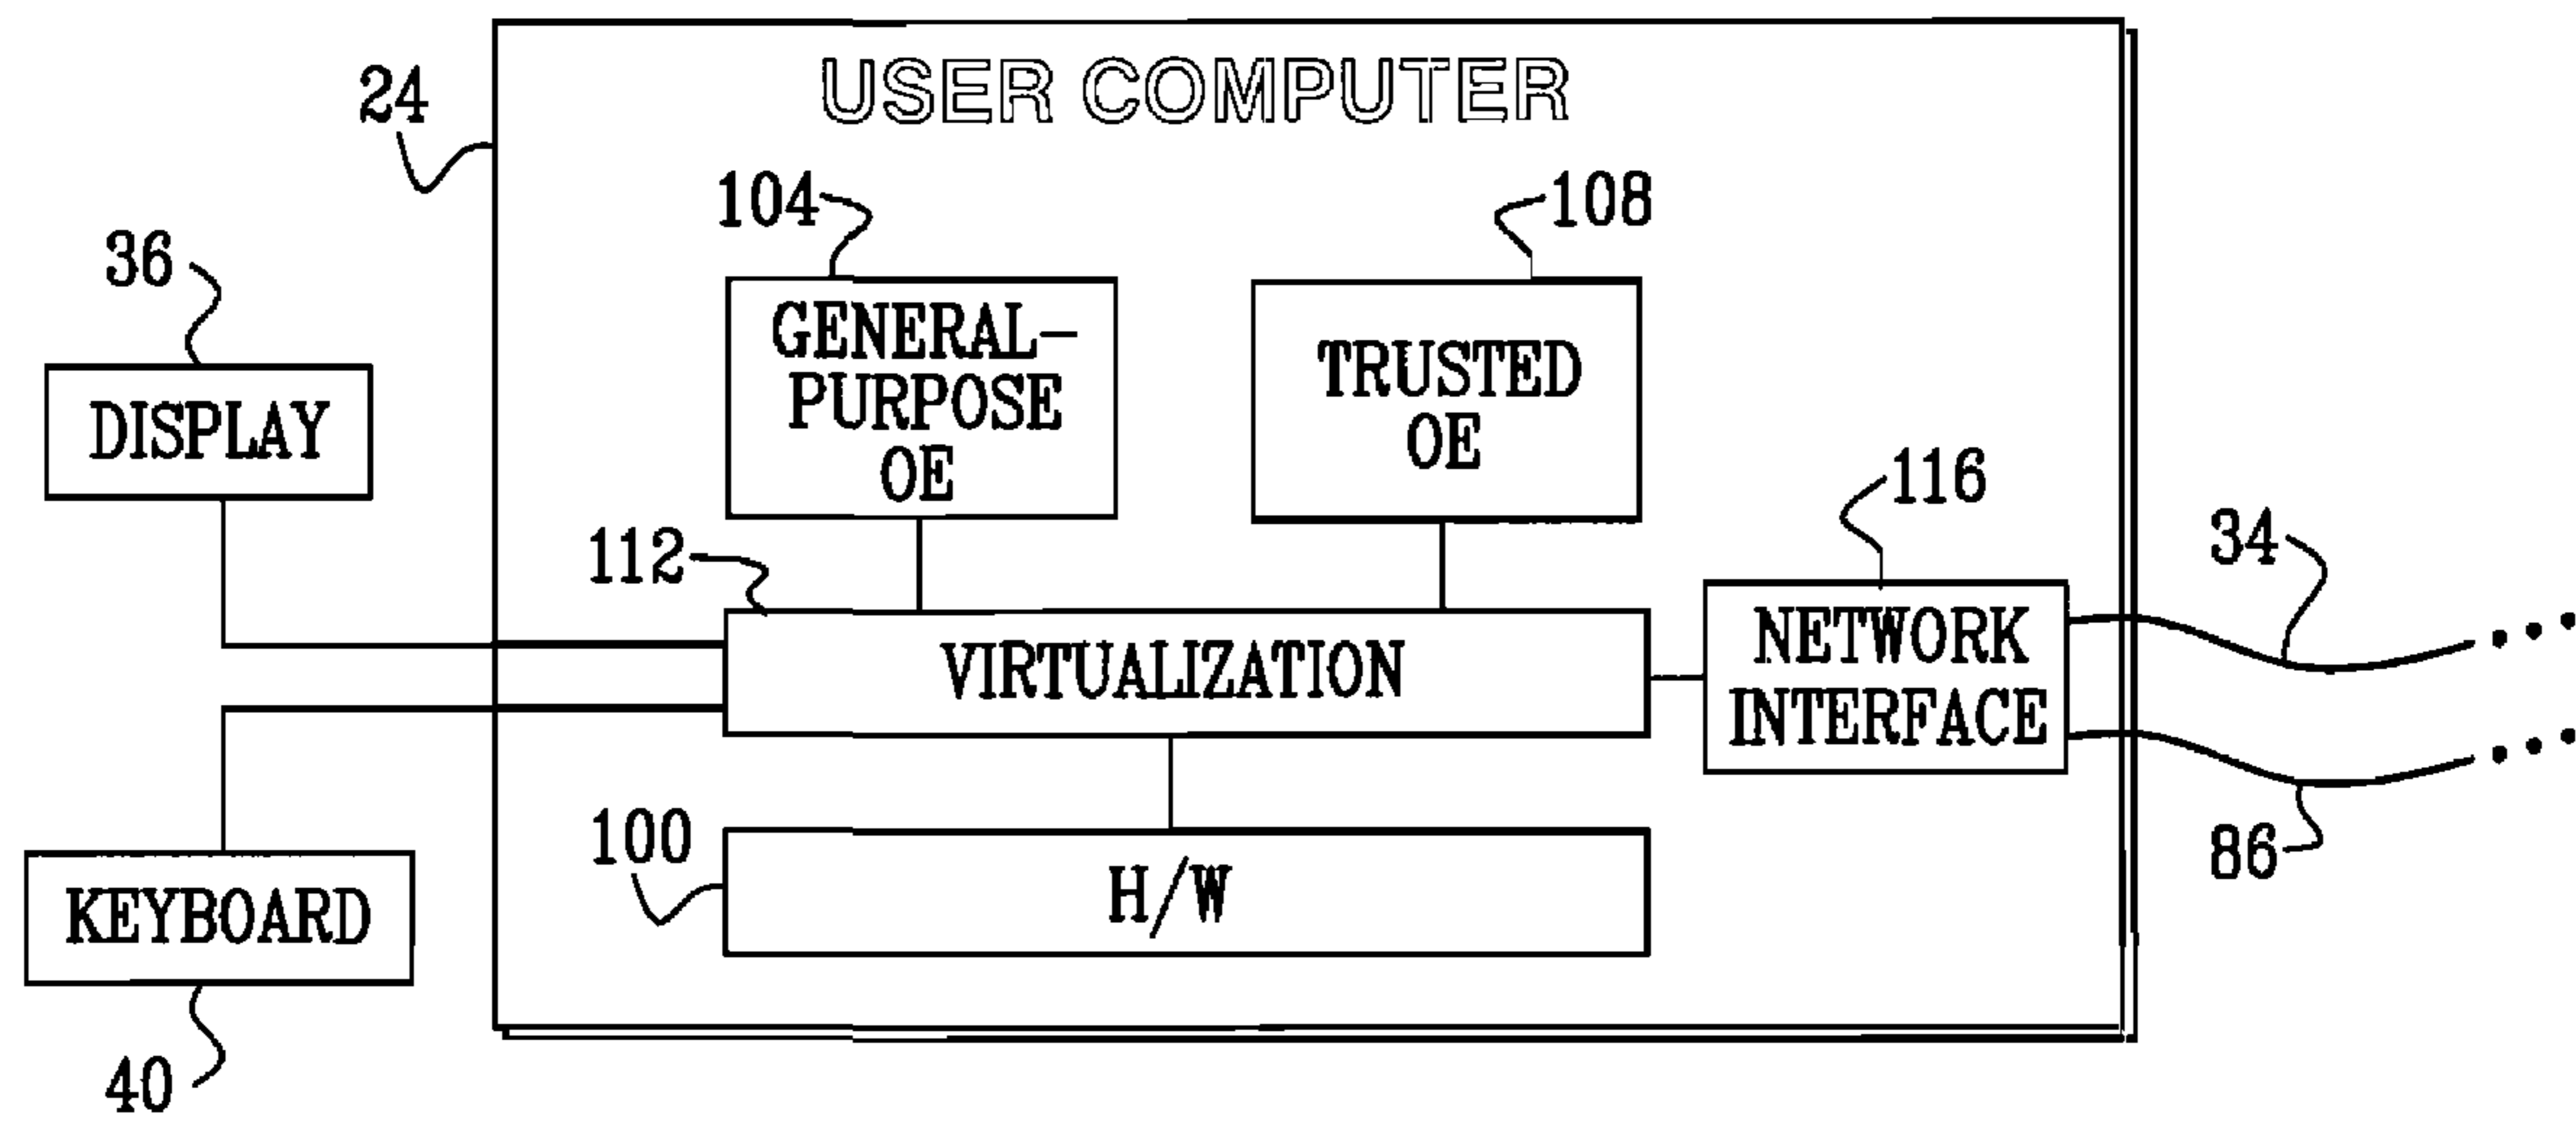 USER COMPUTER
24
104
108
36
GENERAL-
PURPOSE
OE
TRUSTED
OE
DISPLAY
116
112
34
VIRTUALIZATION
NETWORK
INTERFACE
100
H/W
86
KEYBOARD
40